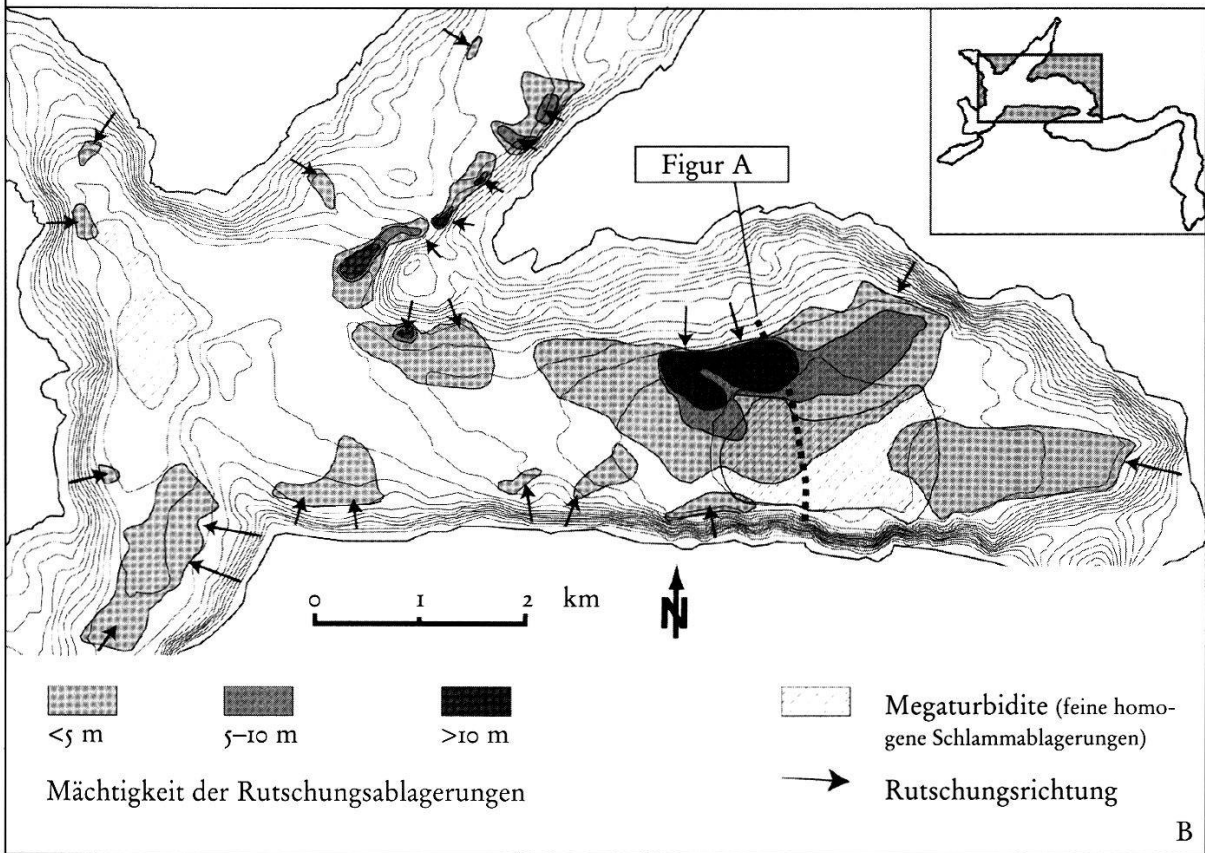 Figur A
0 1 2 km
N
<5 m 5–10 m >10 m
Mächtigkeit der Rutschungsablagerungen
Megaturbidite (feine homo-
gene Schlammablagerungen)
Rutschungsrichtung
B